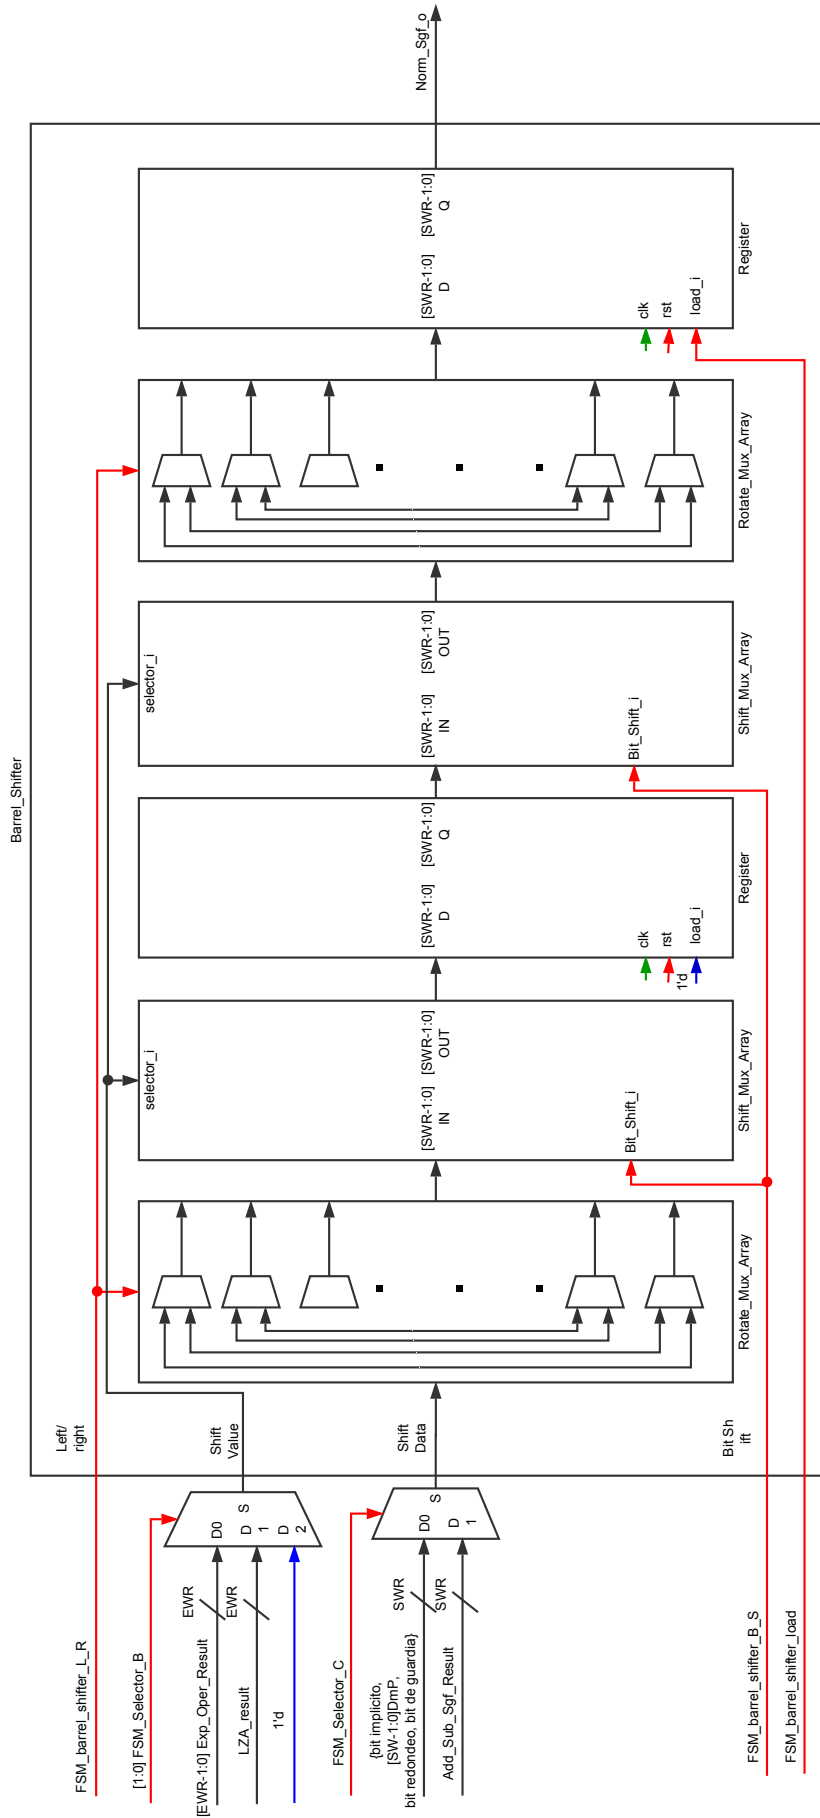 Barrel_Shifter
FSM_barrel_shifter_L_R
Left/
right
[1:0] FSM_Selector_B
[EWR-1:0] Exp_Oper_Result
EWR
D0
LZA_result
EWR
D
1
1'd
D
2
S
Shift
Value
FSM_Selector_C
{bit implicito,
[SW-1:0]DmP,
bit redondeo, bit de guardia}
SWR
D0
Add_Sub_Sgf_Result
SWR
D
1
S
Shift
Data
Bit Sh
ift
FSM_barrel_shifter_B_S
FSM_barrel_shifter_load
Rotate_Mux_Array
selector_i
[SWR-1:0]
IN
[SWR-1:0]
OUT
Bit_Shift_i
Shift_Mux_Array
[SWR-1:0]
D
[SWR-1:0]
Q
clk
rst
1'd
load_i
Register
selector_i
[SWR-1:0]
IN
[SWR-1:0]
OUT
Bit_Shift_i
Shift_Mux_Array
Rotate_Mux_Array
[SWR-1:0]
D
[SWR-1:0]
Q
clk
rst
load_i
Register
Norm_Sgf_o